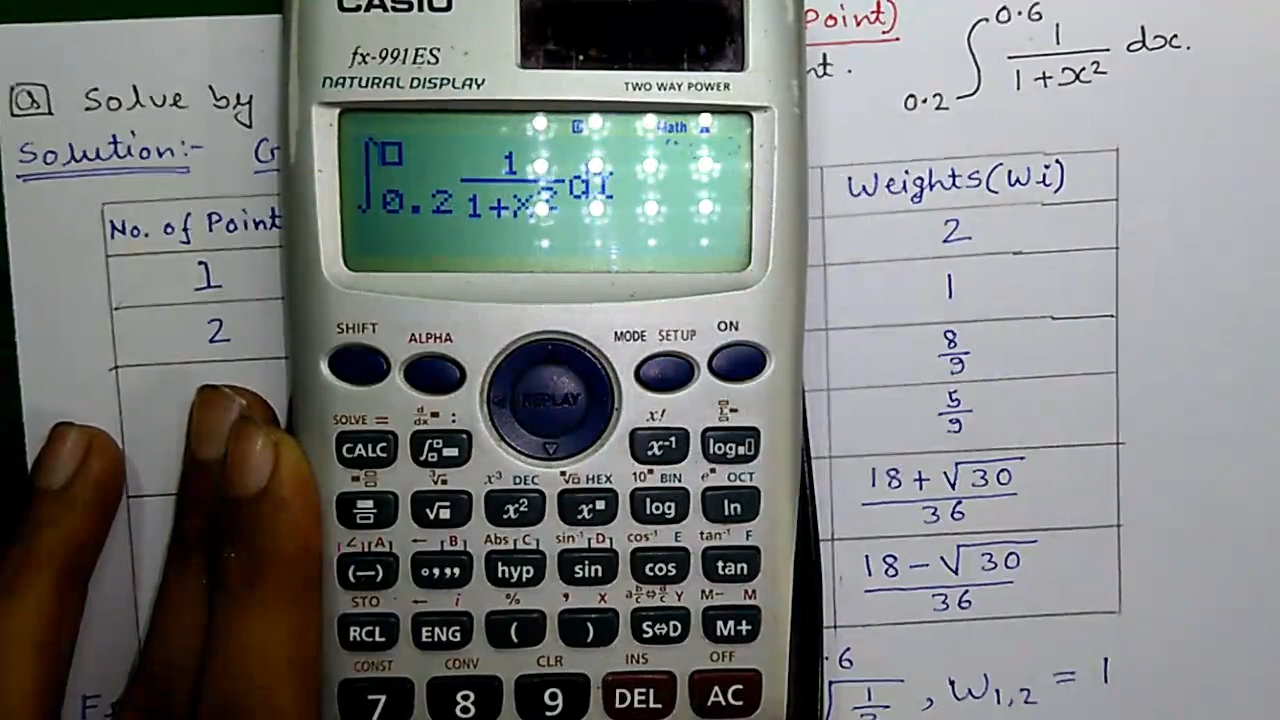 CASIO
fx-991ES
NATURAL DISPLAY
TWO WAY POWER
Math
∫ 0.2 □ 1/(1+X²) dX
SHIFT
ALPHA
MODE SETUP
ON
REPLAY
SOLVE =
d/dx :
x!
CALC
x⁻¹
log
x³ DEC
HEX
10 BIN
e OCT
x²
log
ln
∠ A
← B
Abs C
sin⁻¹ D
cos⁻¹ E
tan⁻¹ F
(−)
hyp
sin
cos
tan
STO
← i
%
, X
Y
M− M
RCL
ENG
(
)
S⇔D
M+
CONST
CONV
CLR
INS
OFF
7
8
9
DEL
AC
Q Solve by
Point)
nt.
∫ 0.2 0.6 1/(1+x²) dx.
Solution:-
No. of Point
Weights(Wi)
2
1
1
2
8/9
5/9
(18+√30)/36
(18−√30)/36
.6
, W1,2 = 1